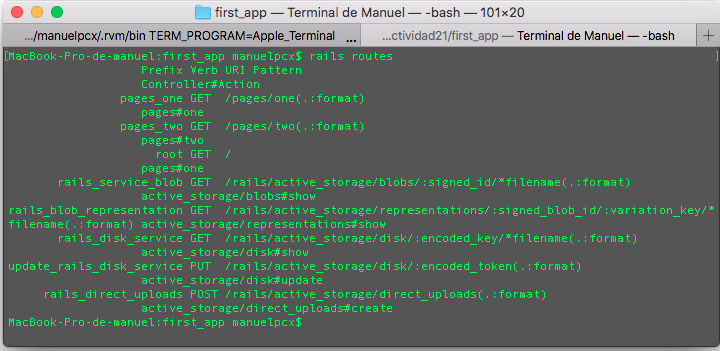 first_app — Terminal de Manuel — -bash — 101×20
.../manuelpcx/.rvm/bin TERM_PROGRAM=Apple_Terminal ...
...ctividad21/first_app — Terminal de Manuel — -bash
+
[MacBook-Pro-de-manuel:first_app manuelpcx$ rails routes ]
Prefix Verb URI Pattern
Controller#Action
pages_one GET /pages/one(.:format)
pages#one
pages_two GET /pages/two(.:format)
pages#two
root GET /
pages#one
rails_service_blob GET /rails/active_storage/blobs/:signed_id/*filename(.:format)
active_storage/blobs#show
rails_blob_representation GET /rails/active_storage/representations/:signed_blob_id/:variation_key/*
filename(.:format) active_storage/representations#show
rails_disk_service GET /rails/active_storage/disk/:encoded_key/*filename(.:format)
active_storage/disk#show
update_rails_disk_service PUT /rails/active_storage/disk/:encoded_token(.:format)
active_storage/disk#update
rails_direct_uploads POST /rails/active_storage/direct_uploads(.:format)
active_storage/direct_uploads#create
MacBook-Pro-de-manuel:first_app manuelpcx$